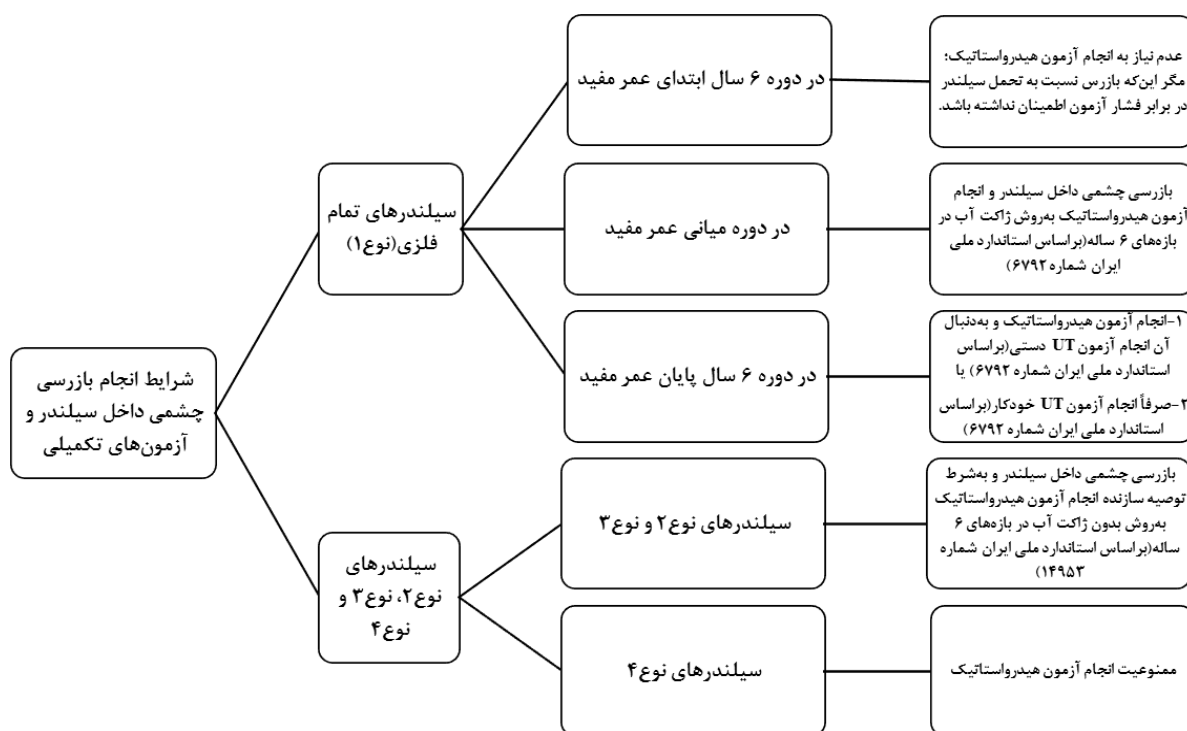 شرایط انجام بازرسی
چشمی داخل سیلندر و
آزمون‌های تکمیلی
سیلندرهای تمام
فلزی(نوع۱)
در دوره ۶ سال ابتدای عمر مفید
عدم نیاز به انجام آزمون هیدرواستاتیک؛
مگر این‌که بازرس نسبت به تحمل سیلندر
در برابر فشار آزمون اطمینان نداشته باشد.
در دوره میانی عمر مفید
بازرسی چشمی داخل سیلندر و انجام
آزمون هیدرواستاتیک به‌روش ژاکت آب در
بازه‌های ۶ ساله(براساس استاندارد ملی
ایران شماره ۶۷۹۲)
در دوره ۶ سال پایان عمر مفید
۱-انجام آزمون هیدرواستاتیک و به‌دنبال
آن انجام آزمون UT دستی(براساس
استاندارد ملی ایران شماره ۶۷۹۲) یا
۲-صرفاً انجام آزمون UT خودکار(براساس
استاندارد ملی ایران شماره ۶۷۹۲)
سیلندرهای
نوع۲، نوع۳ و
نوع۴
سیلندرهای نوع۲ و نوع۳
بازرسی چشمی داخل سیلندر و به‌شرط
توصیه سازنده انجام آزمون هیدرواستاتیک
به‌روش بدون ژاکت آب در بازه‌های ۶
ساله(براساس استاندارد ملی ایران شماره
۱۴۹۵۳)
سیلندرهای نوع۴
ممنوعیت انجام آزمون هیدرواستاتیک